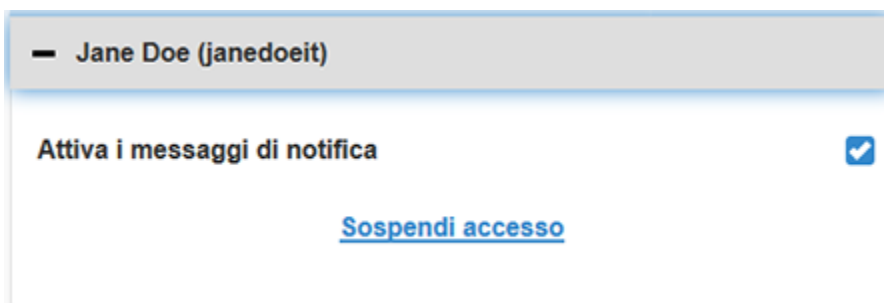 Jane Doe (janedoeit)
Attiva i messaggi di notifica
Sospendi accesso